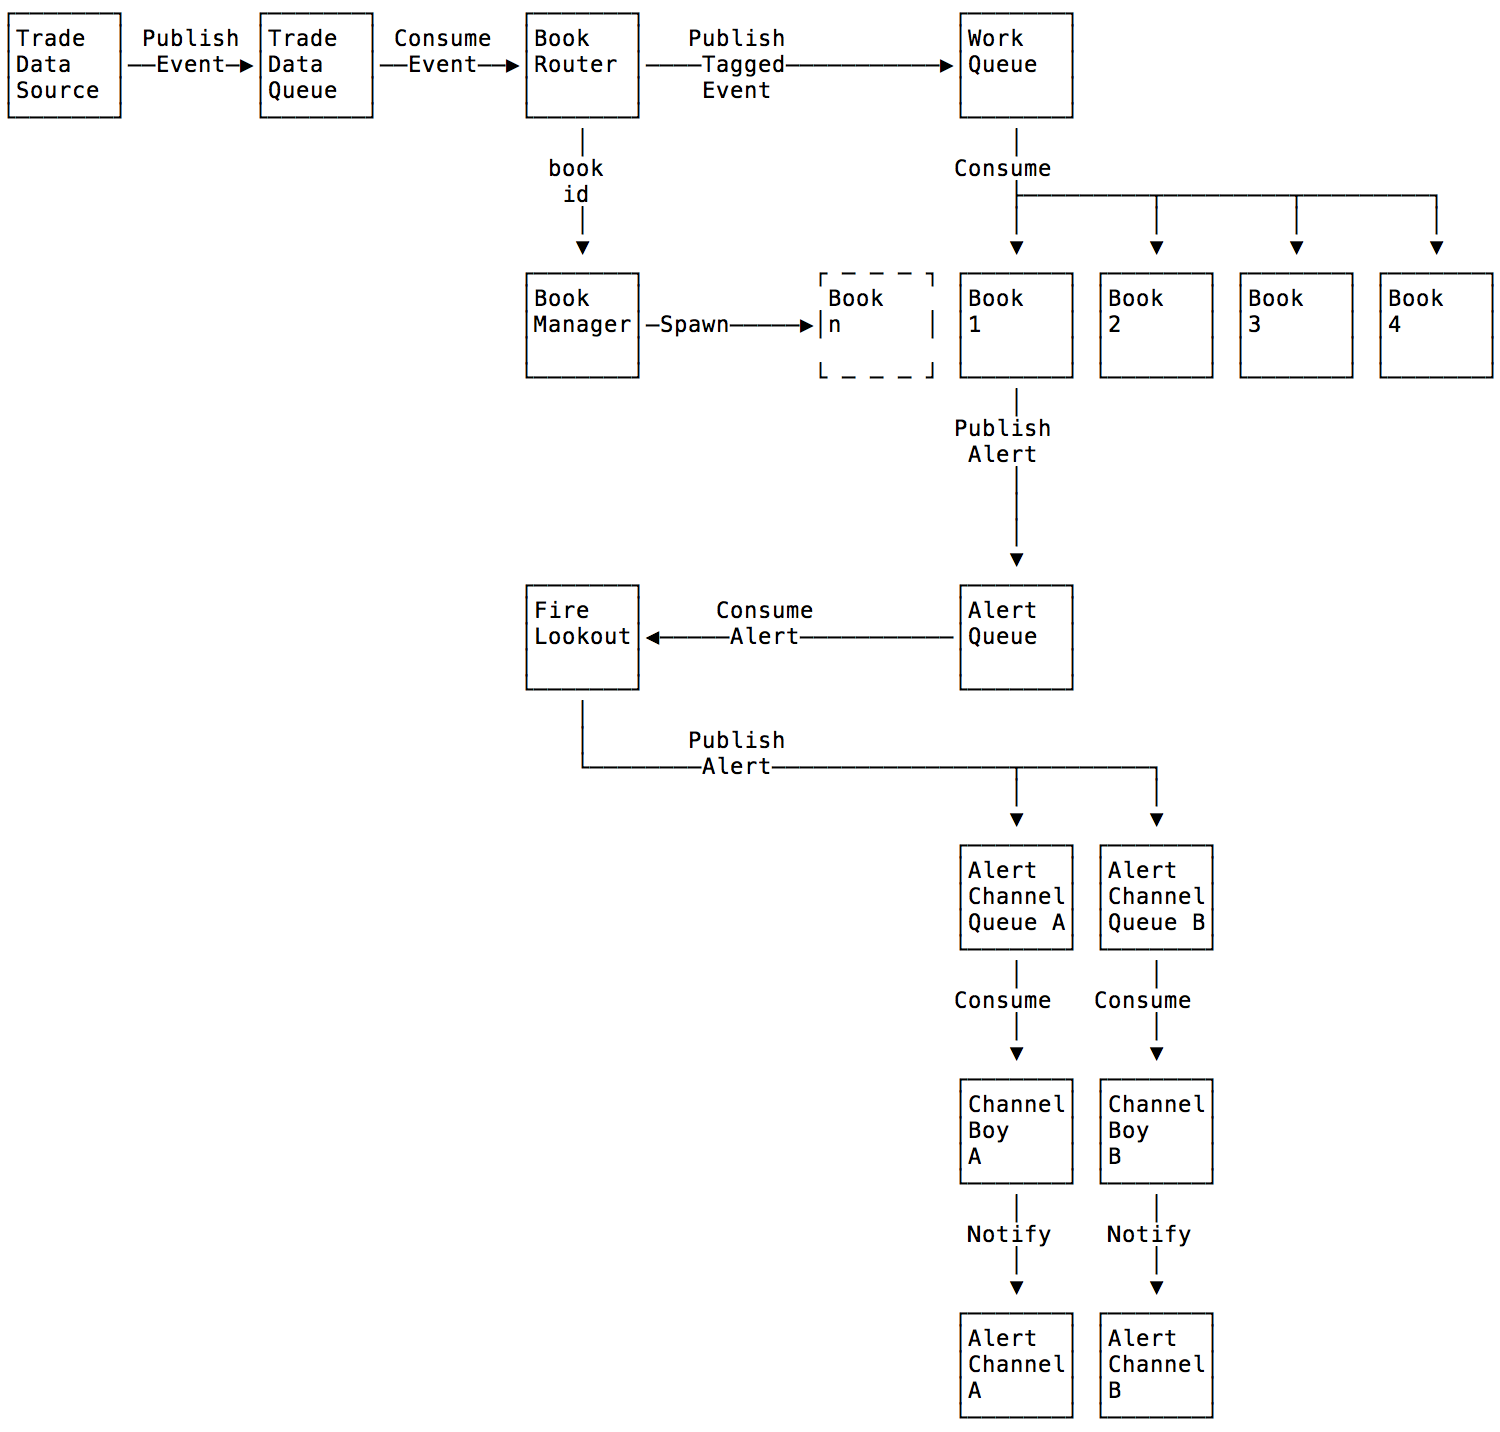 Trade
Data
Source
Publish
Event
Trade
Data
Queue
Consume
Event
Book
Router
Publish
Tagged
Event
Work
Queue
book
id
Consume
Book
Manager
Spawn
Book
n
Book
1
Book
2
Book
3
Book
4
Publish
Alert
Fire
Lookout
Consume
Alert
Alert
Queue
Publish
Alert
Alert
Channel
Queue A
Alert
Channel
Queue B
Consume
Consume
Channel
Boy
A
Channel
Boy
B
Notify
Notify
Alert
Channel
A
Alert
Channel
B